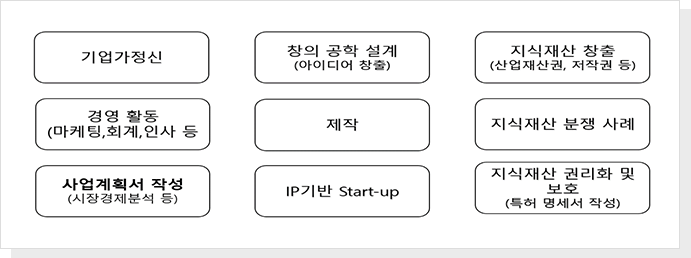 기업가정신
창의 공학 설계
(아이디어 창출)
지식재산 창출
(산업재산권, 저작권 등)
경영 활동
(마케팅,회계,인사 등
제작
지식재산 분쟁 사례
사업계획서 작성
(시장경제분석 등)
IP기반 Start-up
지식재산 권리화 및
보호
(특허 명세서 작성)